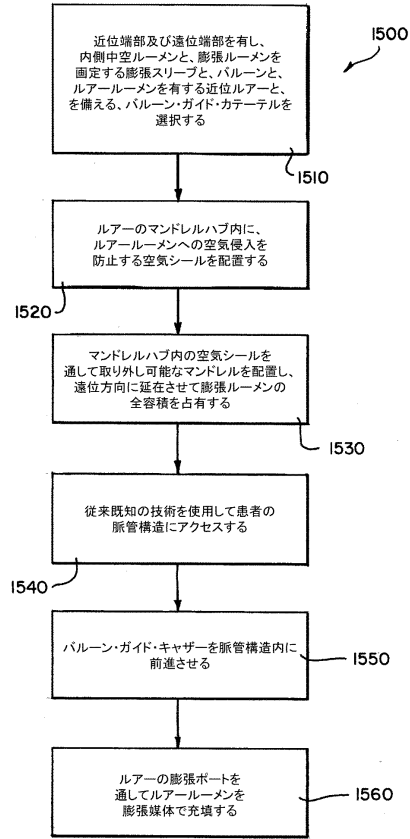 1500
近位端部及び遠位端部を有し、
内側中空ルーメンと、膨張ルーメンを
画定する膨張スリーブと、バルーンと、
ルアールーメンを有する近位ルアーと、
を備える、バルーン・ガイド・カテーテルを
選択する
1510
ルアーのマンドレルハブ内に、
ルアールーメンへの空気侵入を
防止する空気シールを配置する
1520
マンドレルハブ内の空気シールを
通して取り外し可能なマンドレルを配置し、
遠位方向に延在させて膨張ルーメンの
全容積を占有する
1530
従来既知の技術を使用して患者の
脈管構造にアクセスする
1540
バルーン・ガイド・キャザーを脈管構造内に
前進させる
1550
ルアーの膨張ポートを
通してルアールーメンを
膨張媒体で充填する
1560